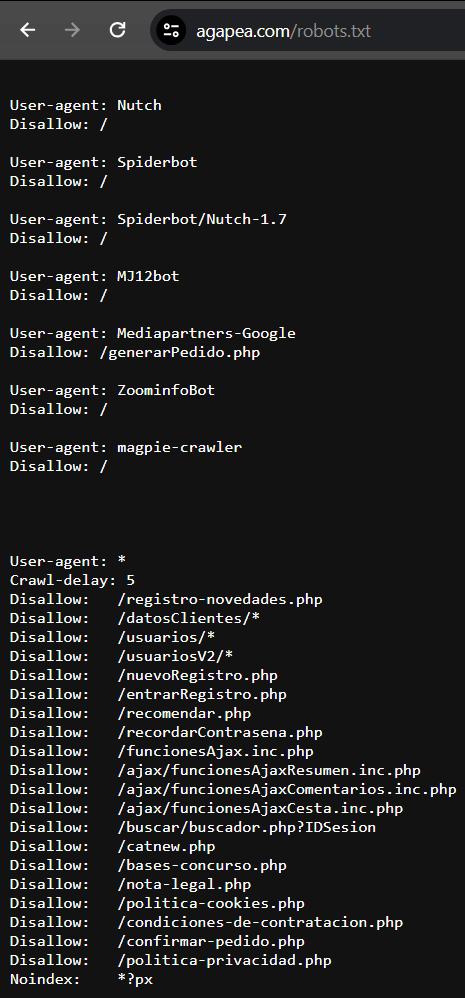 agapea.com/robots.txt
User-agent: Nutch
Disallow: /
User-agent: Spiderbot
Disallow: /
User-agent: Spiderbot/Nutch-1.7
Disallow: /
User-agent: MJ12bot
Disallow: /
User-agent: Mediapartners-Google
Disallow: /generarPedido.php
User-agent: ZoominfoBot
Disallow: /
User-agent: magpie-crawler
Disallow: /
User-agent: *
Crawl-delay: 5
Disallow:   /registro-novedades.php
Disallow:   /datosClientes/*
Disallow:   /usuarios/*
Disallow:   /usuariosV2/*
Disallow:   /nuevoRegistro.php
Disallow:   /entrarRegistro.php
Disallow:   /recomendar.php
Disallow:   /recordarContrasena.php
Disallow:   /funcionesAjax.inc.php
Disallow:   /ajax/funcionesAjaxResumen.inc.php
Disallow:   /ajax/funcionesAjaxComentarios.inc.php
Disallow:   /ajax/funcionesAjaxCesta.inc.php
Disallow:   /buscar/buscador.php?IDSesion
Disallow:   /catnew.php
Disallow:   /bases-concurso.php
Disallow:   /nota-legal.php
Disallow:   /politica-cookies.php
Disallow:   /condiciones-de-contratacion.php
Disallow:   /confirmar-pedido.php
Disallow:   /politica-privacidad.php
Noindex:    *?px